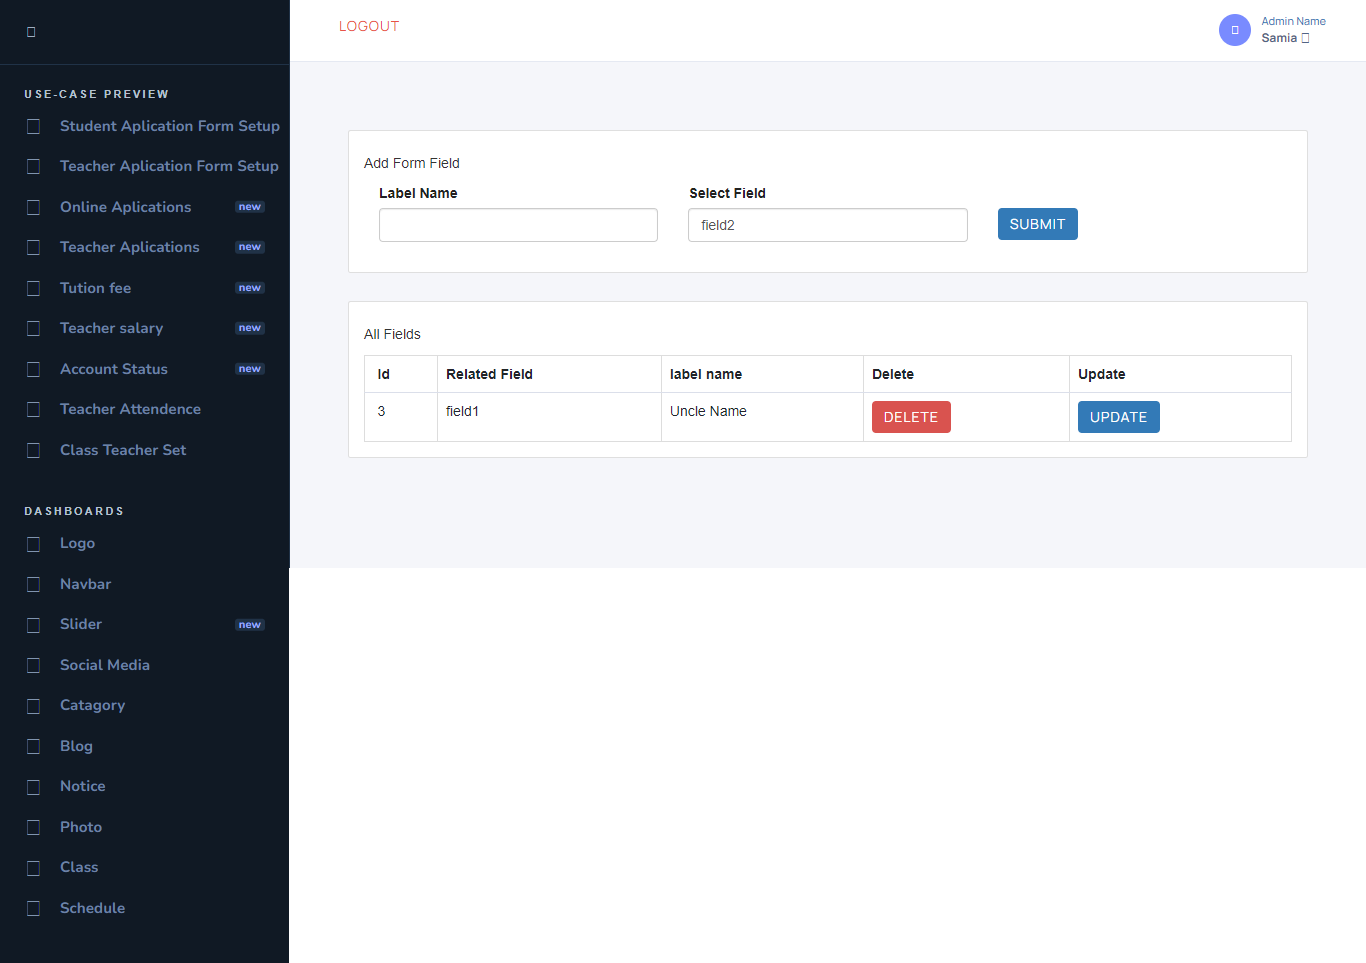 LOGOUT
Admin Name
Samia
USE-CASE PREVIEW
Student Aplication Form Setup
Teacher Aplication Form Setup
Online Aplications new
Teacher Aplications new
Tution fee new
Teacher salary new
Account Status new
Teacher Attendence
Class Teacher Set
DASHBOARDS
Logo
Navbar
Slider new
Social Media
Catagory
Blog
Notice
Photo
Class
Schedule
Add Form Field
Label Name Select Field
field2 SUBMIT
All Fields
Id Related Field label name Delete Update
3 field1 Uncle Name DELETE UPDATE